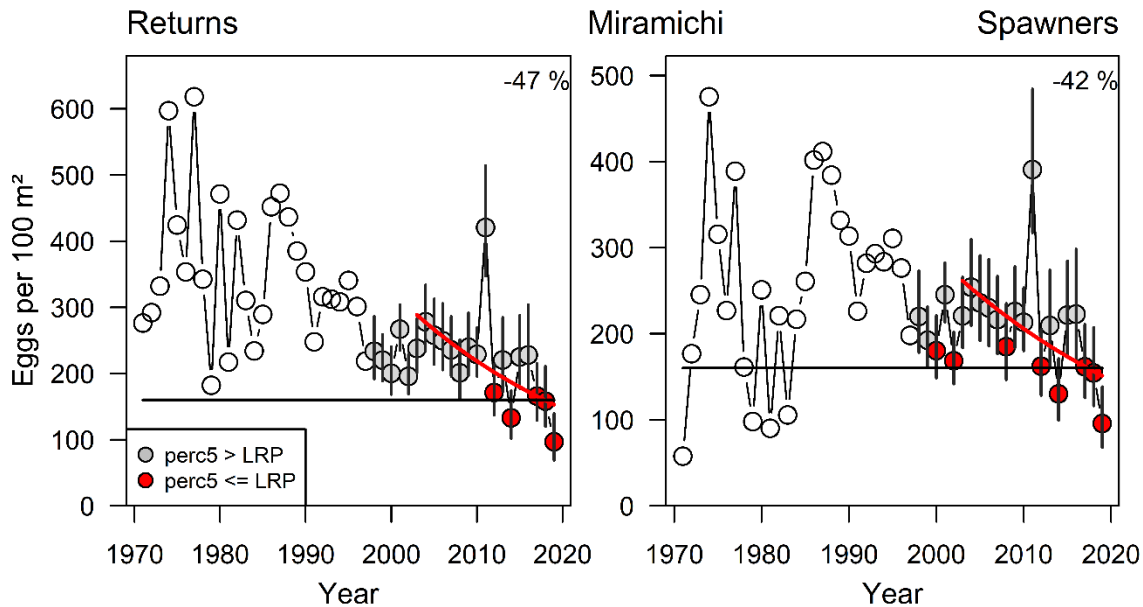 Returns
Miramichi
Spawners
-47 %
-42 %
Eggs per 100 m²
600
500
400
300
200
100
0
500
400
300
200
100
0
perc5 > LRP
perc5 <= LRP
1970 1980 1990 2000 2010 2020
1970 1980 1990 2000 2010 2020
Year
Year